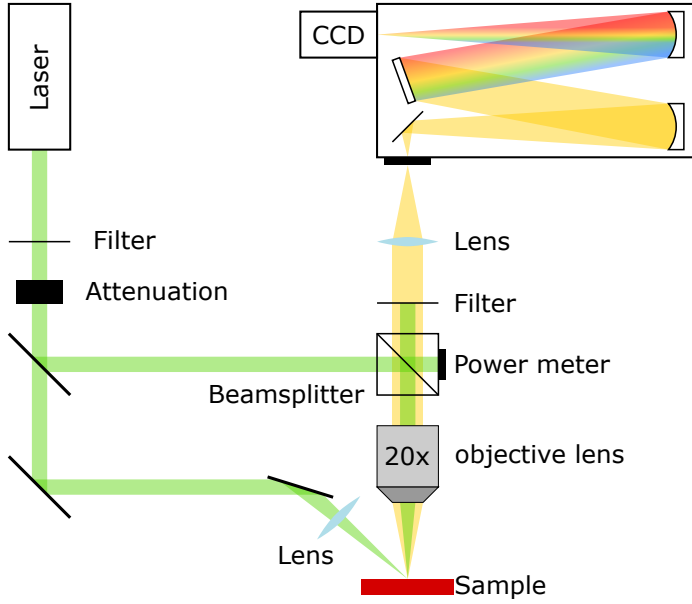 CCD
Laser
Filter
Lens
Attenuation
Filter
Power meter
Beamsplitter
20x
objective lens
Lens
Sample